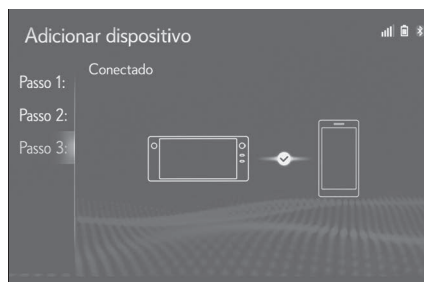 Adicionar dispositivo
Conectado
Passo 1:
Passo 2:
Passo 3: